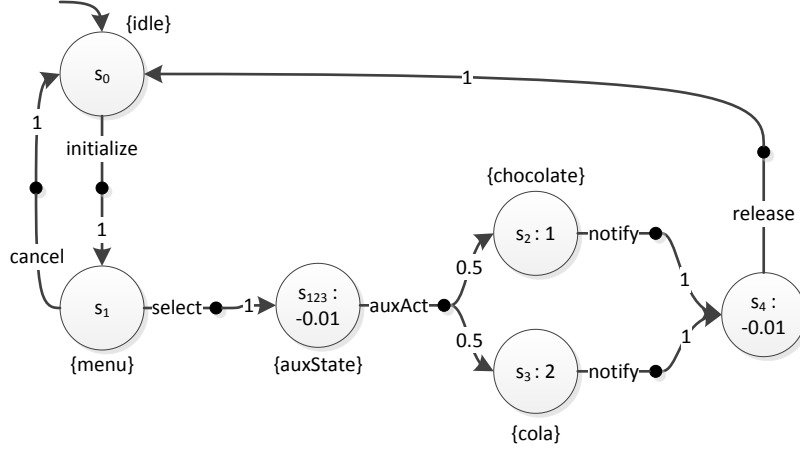 {idle}
s0
1
1
initialize
{chocolate}
1
s2 : 1
notify
release
cancel
0.5
1
s1
select
1
s123 :
-0.01
auxAct
s4 :
-0.01
0.5
1
{menu}
{auxState}
s3 : 2
notify
{cola}